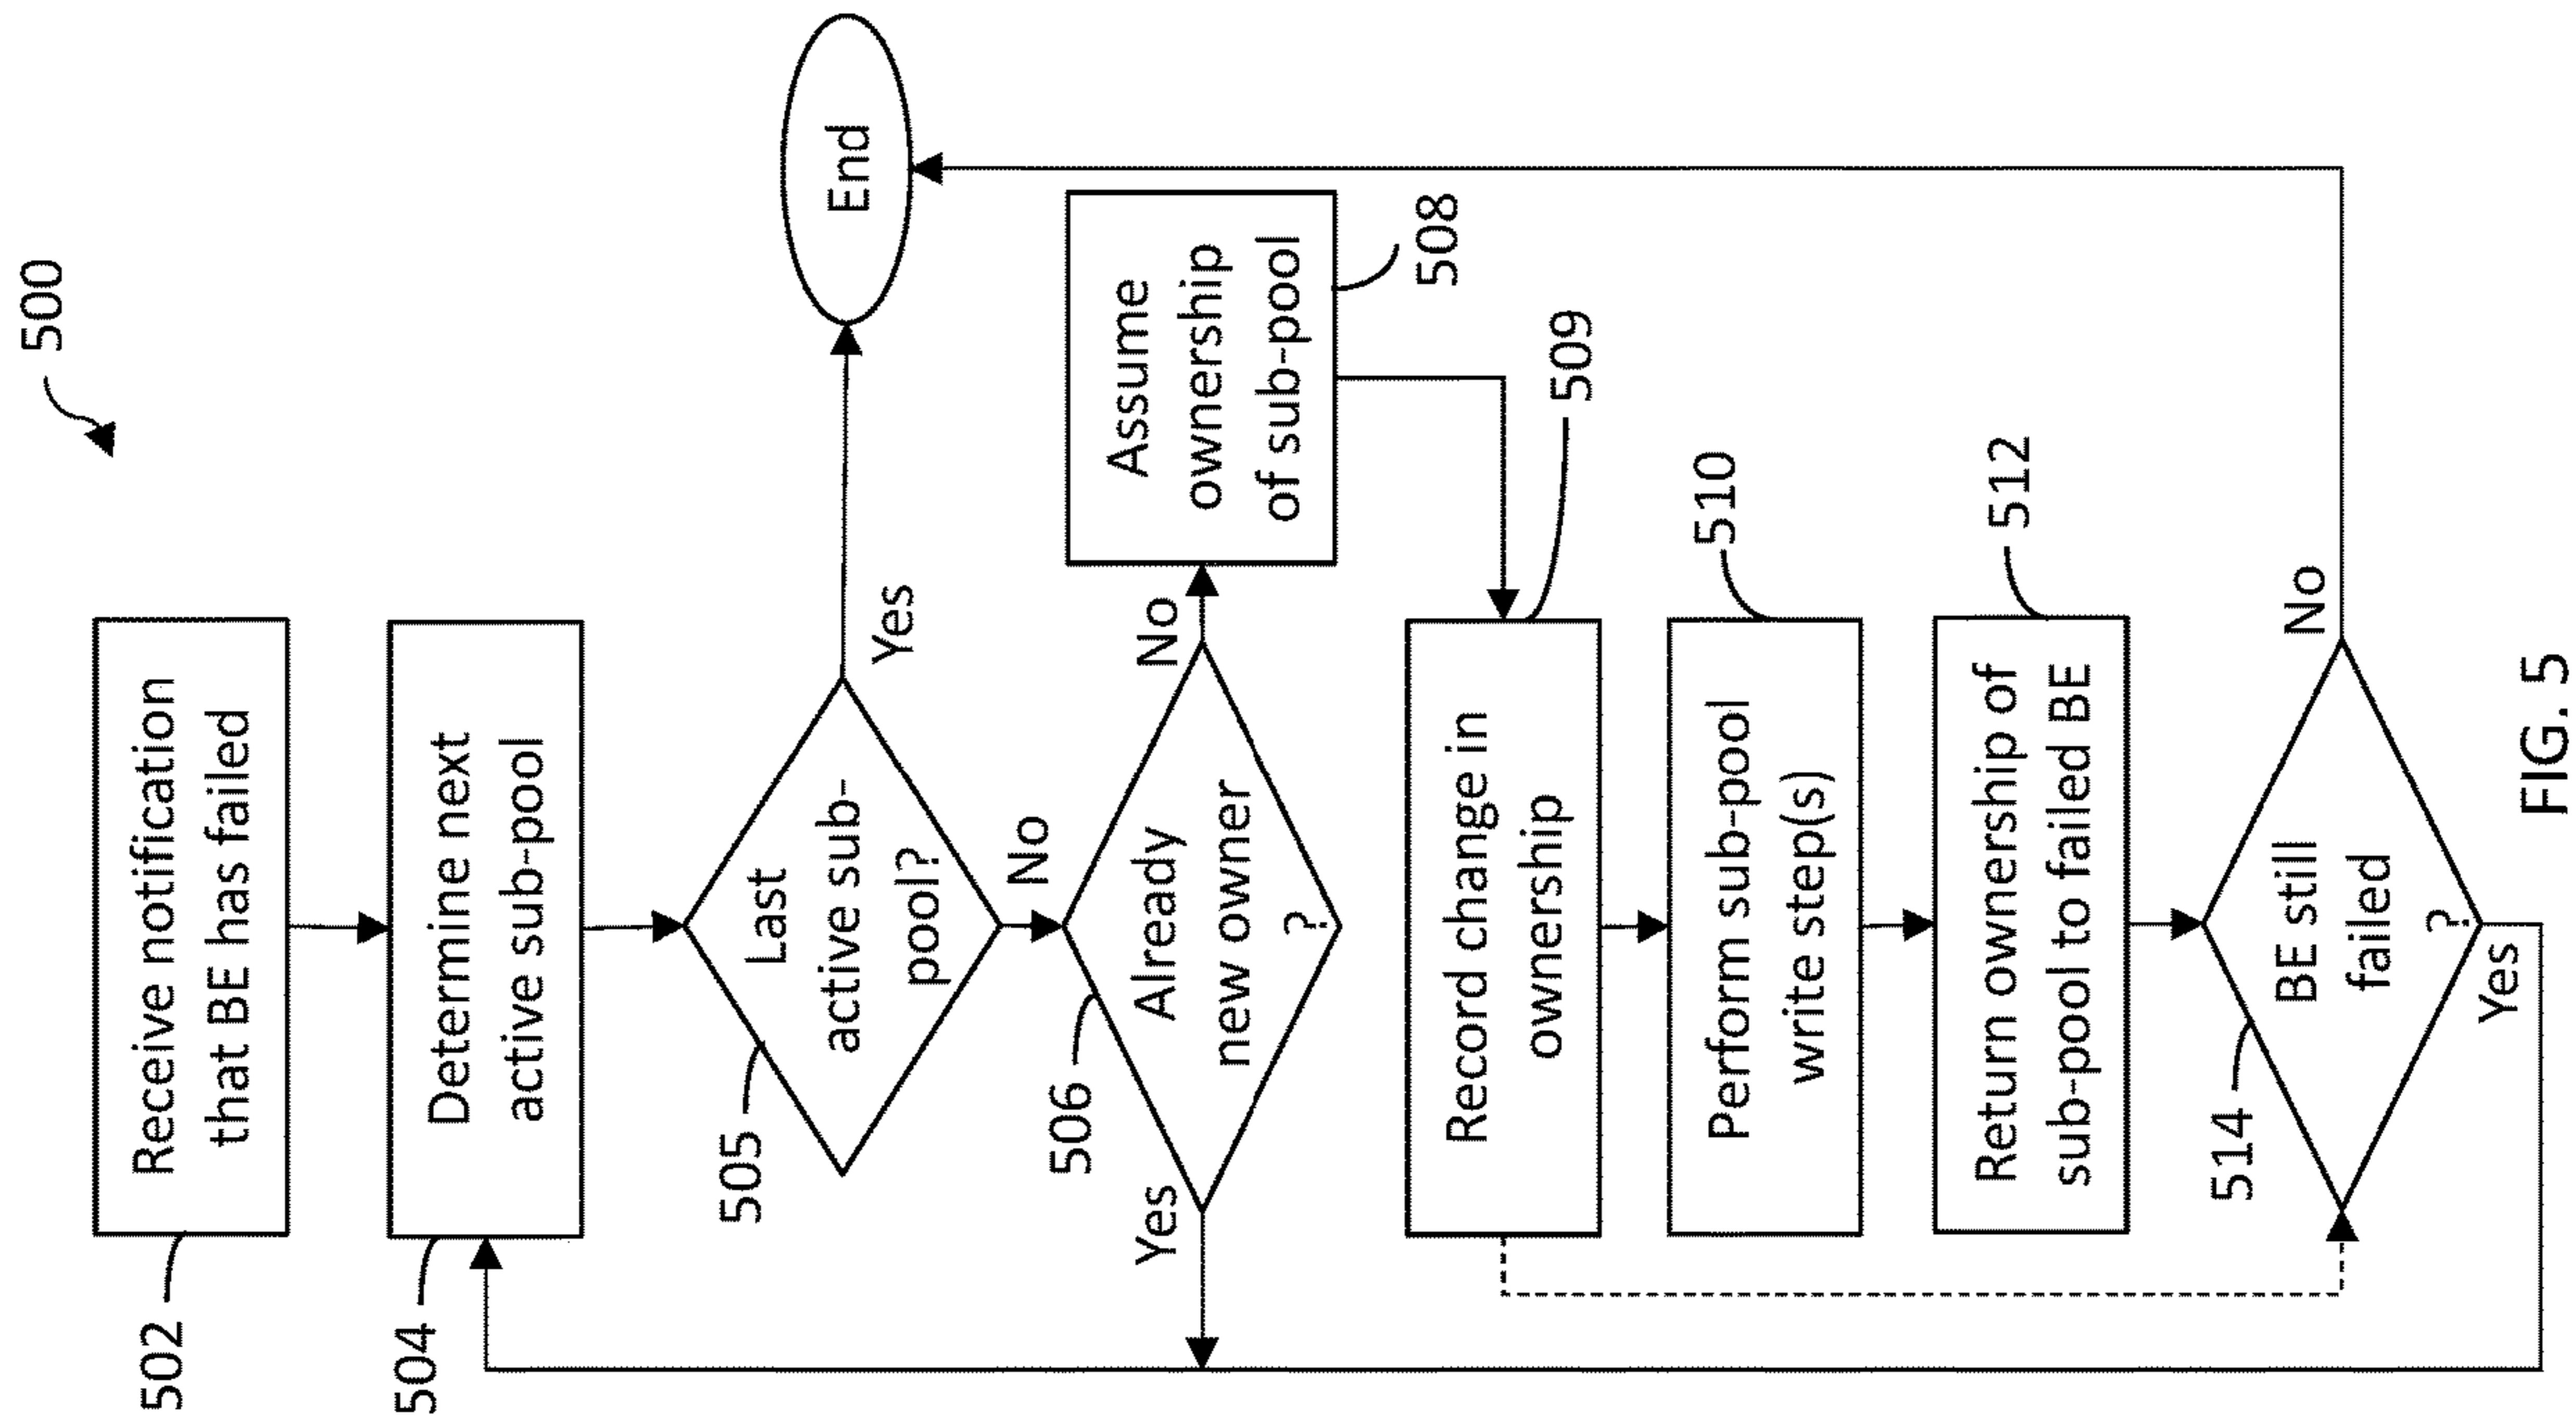 500
502
Receive notification
that BE has failed
504
Determine next
active sub-pool
505
Last
active sub-
pool?
Yes
End
No
506
Already
new owner
?
Yes
No
Assume
ownership
of sub-pool
508
509
Record change in
ownership
510
Perform sub-pool
write step(s)
512
Return ownership of
sub-pool to failed BE
514
BE still
failed
?
No
Yes
FIG. 5